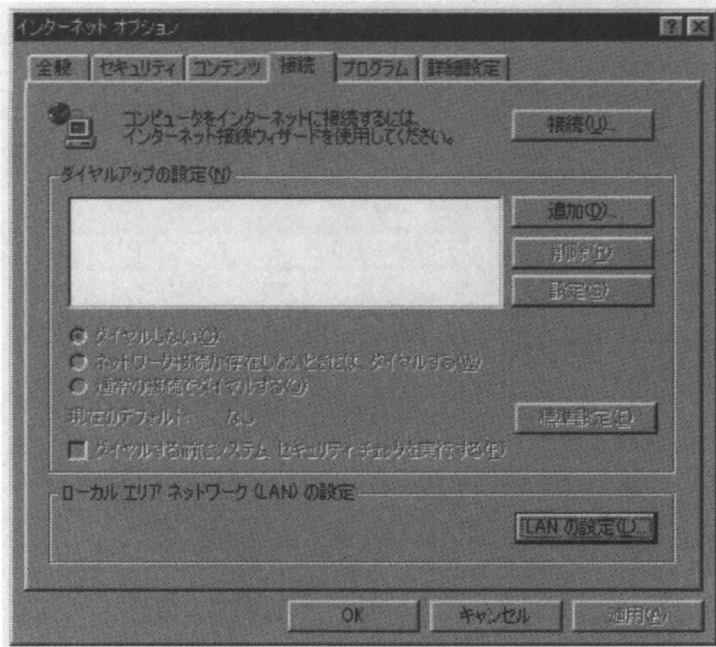 インターネット オプション
全般 セキュリティ コンテンツ 接続 プログラム 詳細設定
コンピュータをインターネットに接続するには、
インターネット接続ウィザードを使用してください。
接続(U)...
ダイヤルアップの設定(N)
追加(D)...
削除(R)
設定(S)
ダイヤルしない(C)
ネットワーク接続が存在しないときには、ダイヤルする(W)
通常の接続でダイヤルする(O)
現在のデフォルト: なし
標準設定(E)
ダイヤルする前にシステム セキュリティ チェックを実行する(P)
ローカル エリア ネットワーク (LAN) の設定
LAN の設定(L)...
OK
キャンセル
適用(A)